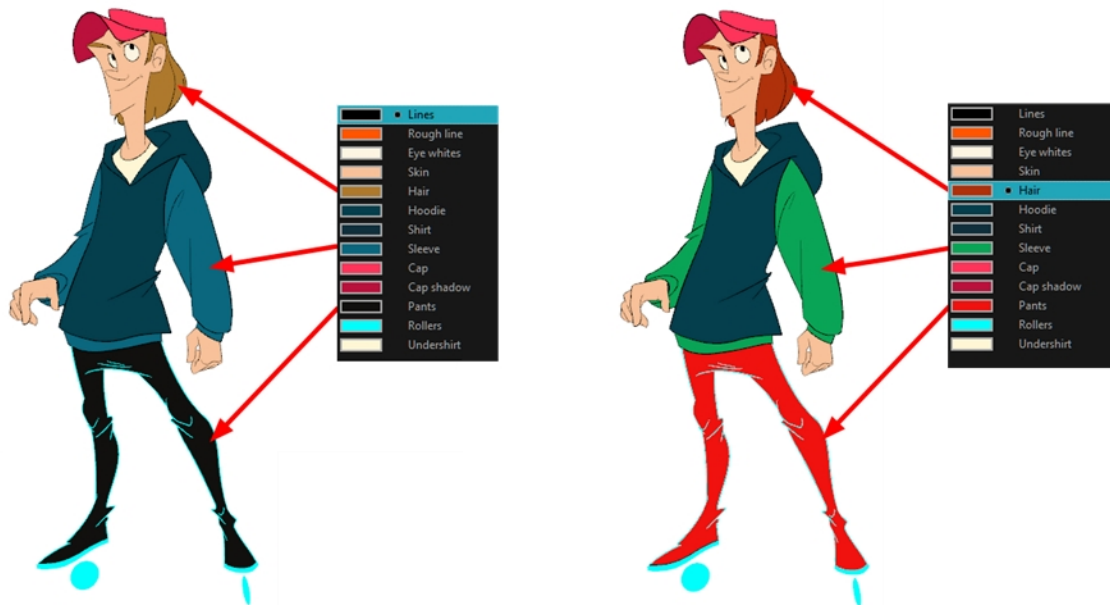 Lines
Rough line
Eye whites
Skin
Hair
Hoodie
Shirt
Sleeve
Cap
Cap shadow
Pants
Rollers
Undershirt
Lines
Rough line
Eye whites
Skin
Hair
Hoodie
Shirt
Sleeve
Cap
Cap shadow
Pants
Rollers
Undershirt